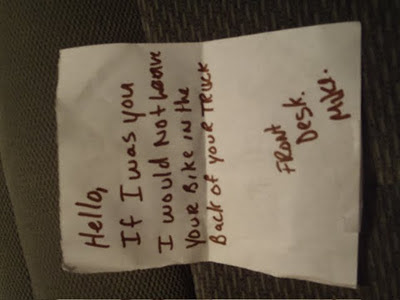 Hello,
If I was you
I would Not Leave
Your Bike in the
Back of your Truck
Front
Desk.
Mike.